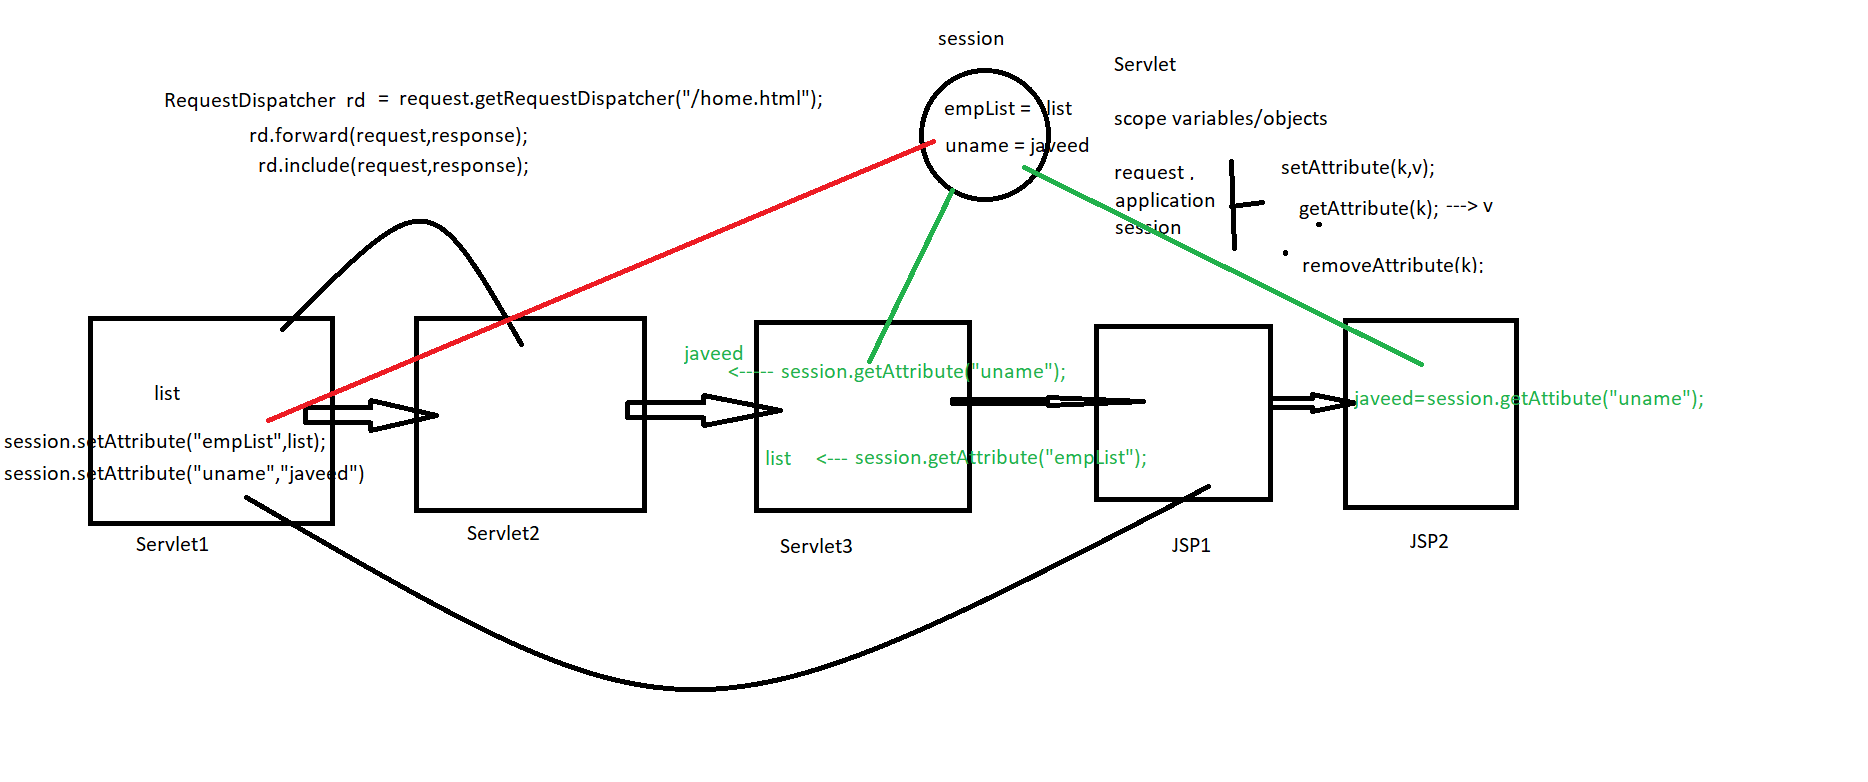 session
RequestDispatcher rd = request.getRequestDispatcher("/home.html");
rd.forward(request,response);
rd.include(request,response);
empList = list
uname = javeed
Servlet
scope variables/objects
request ,
application
session
setAttribute(k,v);
getAttribute(k); ---> v
removeAttribute(k);
list
session.setAttribute("empList",list);
session.setAttribute("uname","javeed")
Servlet1
Servlet2
javeed
<----- session.getAttribute("uname");
list <--- session.getAttribute("empList");
Servlet3
JSP1
javeed=session.getAttibute("uname");
JSP2